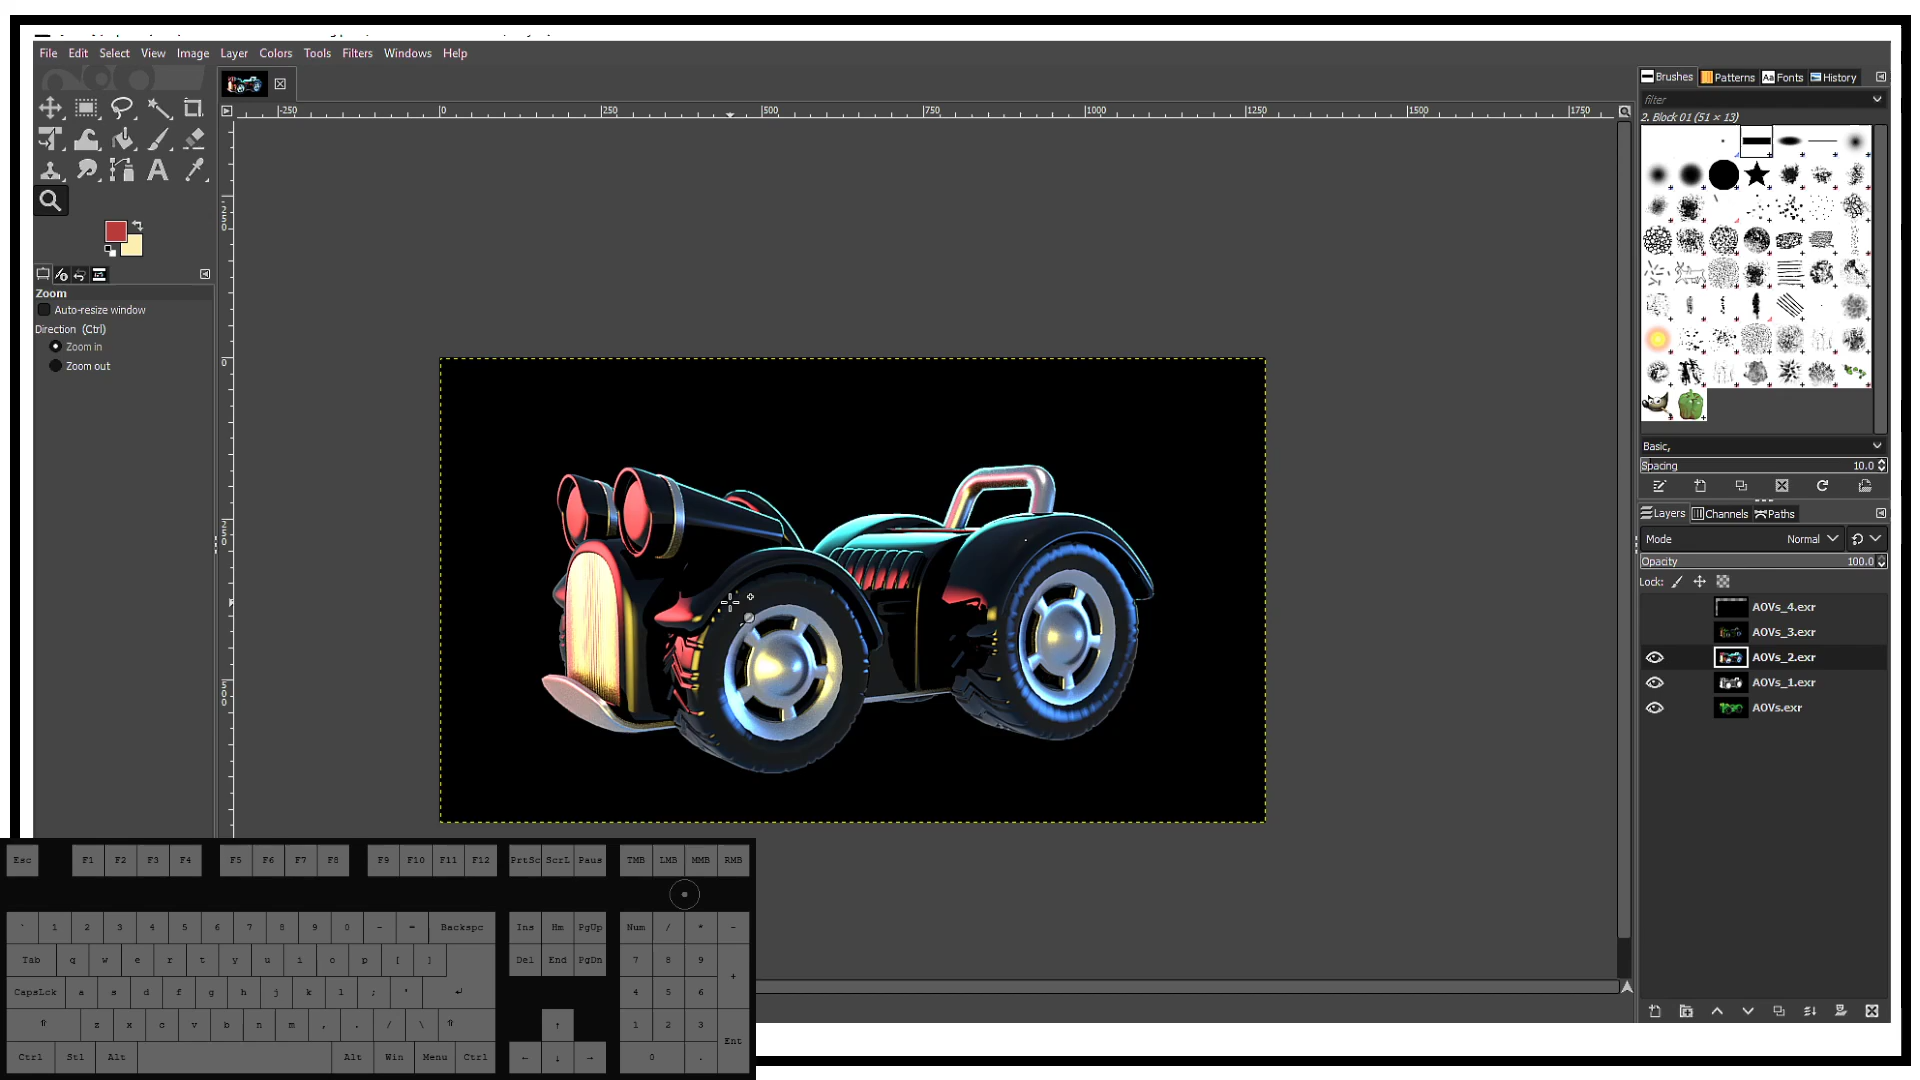 File Edit Select View Image Layer Colors Tools Filters Windows Help
Brushes Patterns Aa Fonts History
filter
2. Block 01 (51 × 13)
-250 0 250 500 750 1000 1250 1500 1750
Zoom
Auto-resize window
Direction (Ctrl)
Zoom in
Zoom out
Basic,
Spacing 10.0
Layers Channels Paths
Mode Normal
Opacity 100.0
Lock:
AOVs_4.exr
AOVs_3.exr
AOVs_2.exr
AOVs_1.exr
AOVs.exr
Esc F1 F2 F3 F4 F5 F6 F7 F8 F9 F10 F11 F12 PrtSc ScrL Paus TMB LMB MMB RMB
` 1 2 3 4 5 6 7 8 9 0 - = Backspc Ins Hm PgUp Num / * -
Tab q w e r t y u i o p [ ] Del End PgDn 7 8 9 +
CapsLck a s d f g h j k l ; ' ↵ 4 5 6
⇧ z x c v b n m , . / \ ⇧ ↑ 1 2 3 Ent
Ctrl Stl Alt Alt Win Menu Ctrl ← ↓ → 0 .